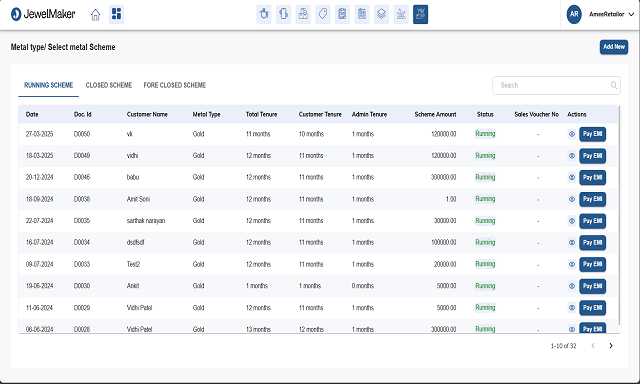 JewelMaker AR AmeeRetailor
Metal type/ Select metal Scheme Add New
RUNNING SCHEME CLOSED SCHEME FORE CLOSED SCHEME Search
Date Doc. Id Customer Name Metal Type Total Tenure Customer Tenure Admin Tenure Scheme Amount Status Sales Voucher No Actions
27-03-2025 D0050 vk Gold 11 months 10 months 1 months 120000.00 Running - Pay EMI
18-03-2025 D0049 vidhi Gold 12 months 11 months 1 months 120000.00 Running - Pay EMI
20-12-2024 D0046 babu Gold 12 months 11 months 1 months 300000.00 Running - Pay EMI
18-09-2024 D0038 Amit Soni Gold 12 months 11 months 1 months 1.00 Running - Pay EMI
22-07-2024 D0035 sarthak narayan Gold 12 months 11 months 1 months 30000.00 Running - Pay EMI
16-07-2024 D0034 dsdfsdf Gold 12 months 11 months 1 months 100000.00 Running - Pay EMI
09-07-2024 D0033 Test2 Gold 12 months 11 months 1 months 20000.00 Running - Pay EMI
19-06-2024 D0030 Ankit Gold 1 months 1 months 0 months 5000.00 Running - Pay EMI
11-06-2024 D0029 Vidhi Patel Gold 12 months 11 months 1 months 5000.00 Running - Pay EMI
06-06-2024 D0028 Vidhi Patel Gold 13 months 12 months 1 months 300000.00 Running - Pay EMI
1-10 of 32